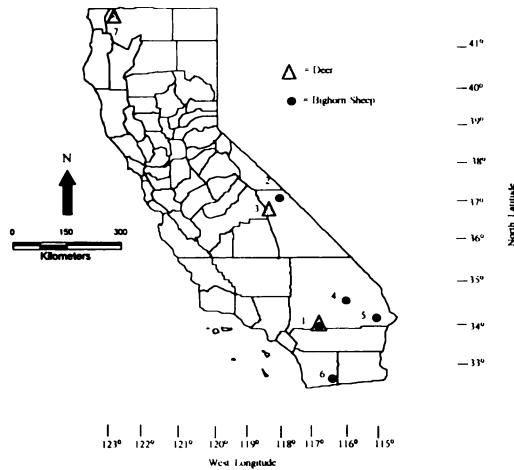 7
41°
= Deer
= Bighorn Sheep
40°
39°
38°
N
2
37°
3
36°
0 150 300
Kilometers
35°
4
5
1
34°
33°
6
North Latitude
123° 122° 121° 120° 119° 118° 117° 116° 115°
West Longitude